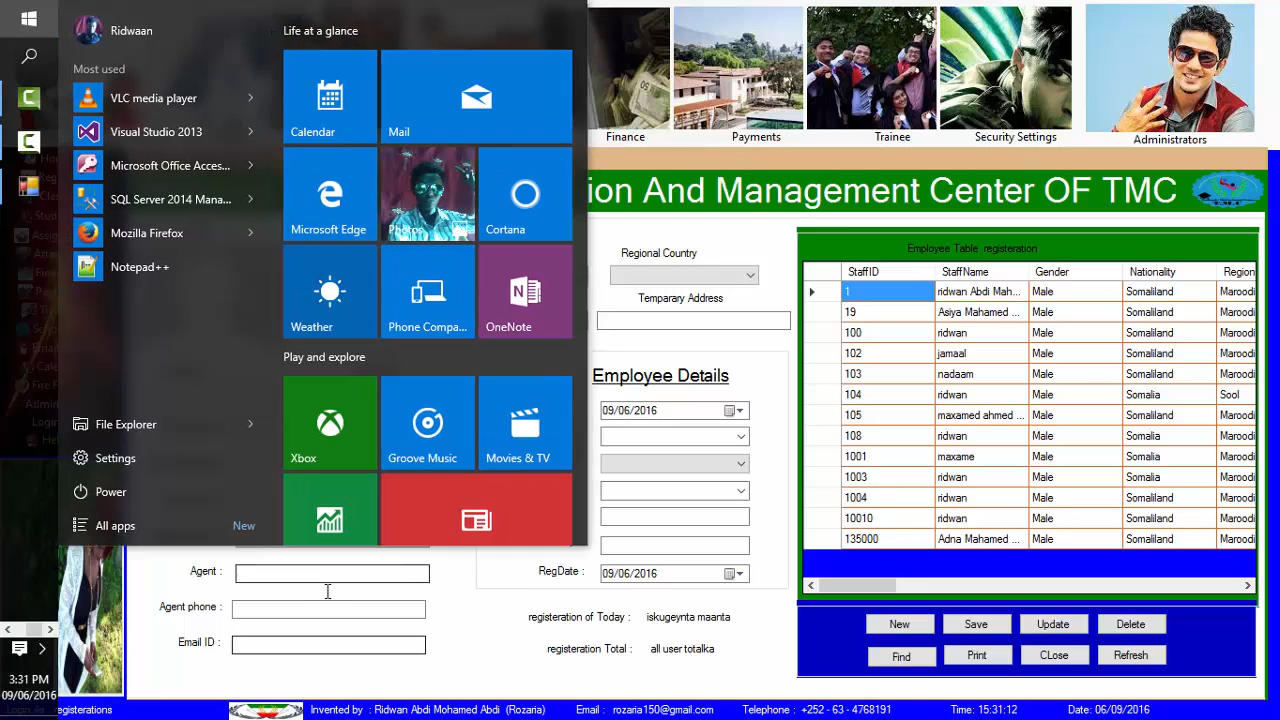 Ridwaan
Most used
VLC media player
Visual Studio 2013
Microsoft Office Acces...
SQL Server 2014 Mana...
Mozilla Firefox
Notepad++
File Explorer
Settings
Power
All apps New
Life at a glance
Calendar
Mail
Microsoft Edge
Photos
Cortana
Weather
Phone Compa...
OneNote
Play and explore
Xbox
Groove Music
Movies & TV
Finance
Payments
Trainee
Security Settings
Administrators
ion And Management Center OF TMC
Regional Country
Temparary Address
Employee Details
09/06/2016
RegDate : 09/06/2016
Agent :
Agent phone :
Email ID :
registeration of Today : iskugeynta maanta
registeration Total : all user totalka
Employee Table registeration
StaffID StaffName Gender Nationality Region
1 ridwan Abdi Mah... Male Somaliland Maroodi
19 Asiya Mahamed ... Male Somaliland Maroodi
100 ridwan Male Somaliland Maroodi
102 jamaal Male Somaliland Maroodi
103 nadaam Male Somaliland Maroodi
104 ridwan Male Somalia Sool
105 maxamed ahmed ... Male Somaliland Maroodi
108 ridwan Male Somalia Maroodi
1001 maxame Male Somalia Maroodi
1003 ridwan Male Somaliland Maroodi
1004 ridwan Male Somaliland Maroodi
10010 ridwan Male Somaliland Maroodi
135000 Adna Mahamed ... Male Somaliland Maroodi
New Save Update Delete
Find Print CLose Refresh
3:31 PM
09/06/2016
registerations
Invented by : Ridwan Abdi Mohamed Abdi (Rozaria) Email : rozaria150@gmail.com Telephone : +252 - 63 - 4768191 Time: 15:31:12 Date: 06/09/2016